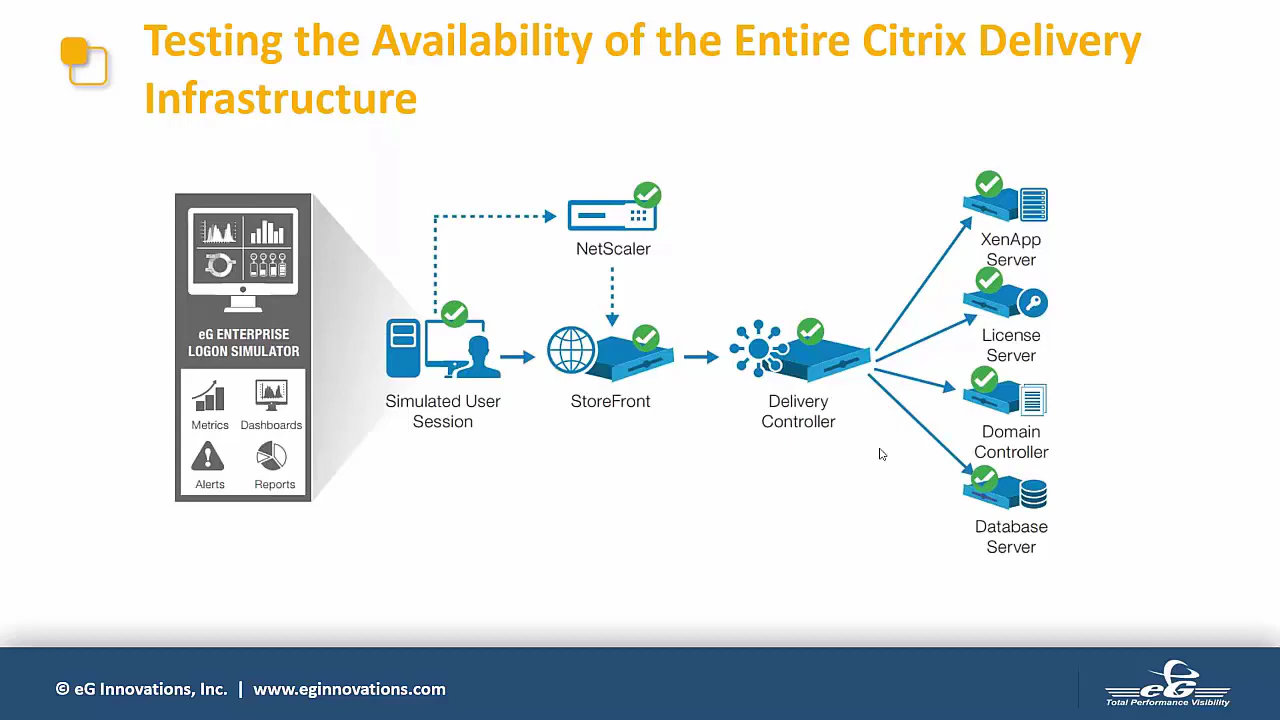 Testing the Availability of the Entire Citrix Delivery
Infrastructure
eG ENTERPRISE
LOGON SIMULATOR
Metrics
Dashboards
Alerts
Reports
Simulated User
Session
NetScaler
StoreFront
Delivery
Controller
XenApp
Server
License
Server
Domain
Controller
Database
Server
© eG Innovations, Inc. | www.eginnovations.com
eG
Total Performance Visibility